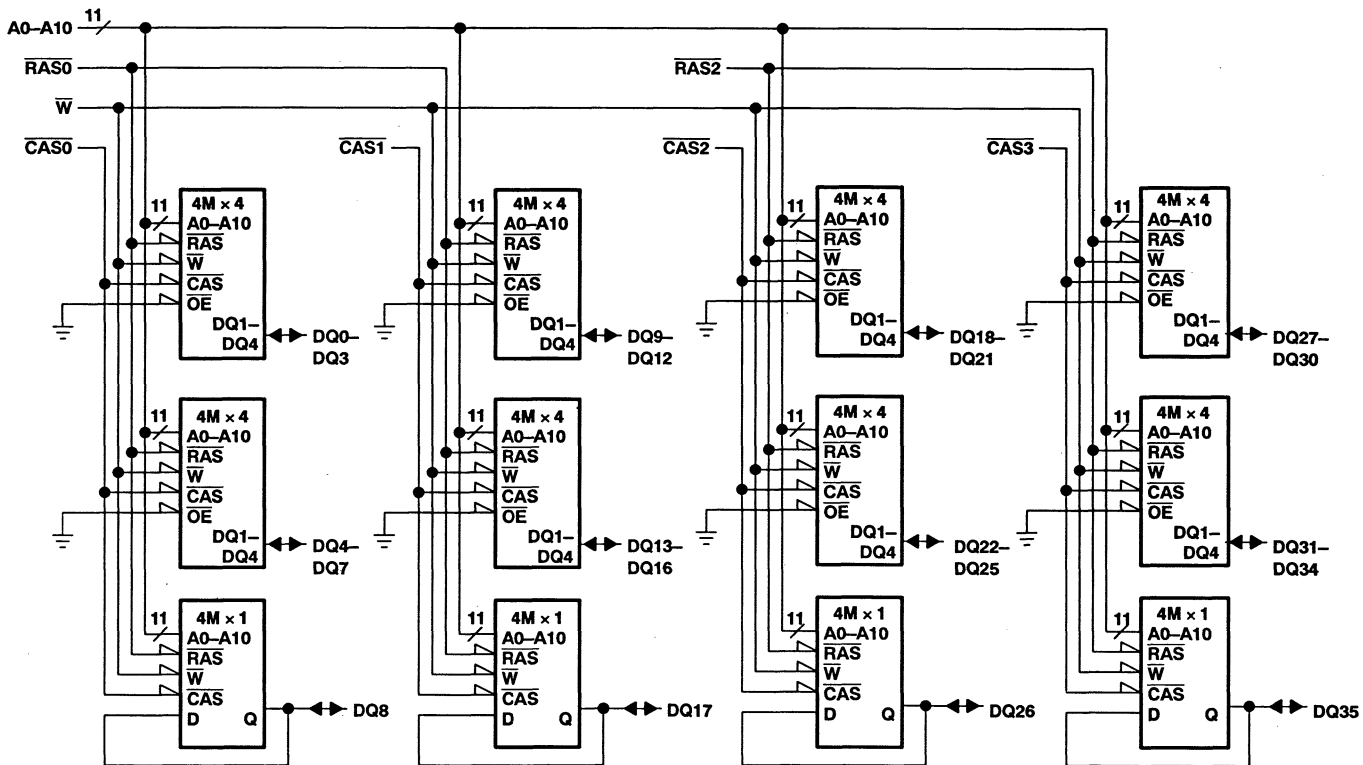 11
A0–A10
RAS0
RAS2
W
CAS0
CAS1
CAS2
CAS3
4M × 4
11
A0–A10
RAS
W
CAS
OE
DQ1–
DQ4
DQ0–
DQ3
4M × 4
11
A0–A10
RAS
W
CAS
OE
DQ1–
DQ4
DQ9–
DQ12
4M × 4
11
A0–A10
RAS
W
CAS
OE
DQ1–
DQ4
DQ18–
DQ21
4M × 4
11
A0–A10
RAS
W
CAS
OE
DQ1–
DQ4
DQ27–
DQ30
4M × 4
11
A0–A10
RAS
W
CAS
OE
DQ1–
DQ4
DQ4–
DQ7
4M × 4
11
A0–A10
RAS
W
CAS
OE
DQ1–
DQ4
DQ13–
DQ16
4M × 4
11
A0–A10
RAS
W
CAS
OE
DQ1–
DQ4
DQ22–
DQ25
4M × 4
11
A0–A10
RAS
W
CAS
OE
DQ1–
DQ4
DQ31–
DQ34
4M × 1
11
A0–A10
RAS
W
CAS
D Q
DQ8
4M × 1
11
A0–A10
RAS
W
CAS
D Q
DQ17
4M × 1
11
A0–A10
RAS
W
CAS
D Q
DQ26
4M × 1
11
A0–A10
RAS
W
CAS
D Q
DQ35